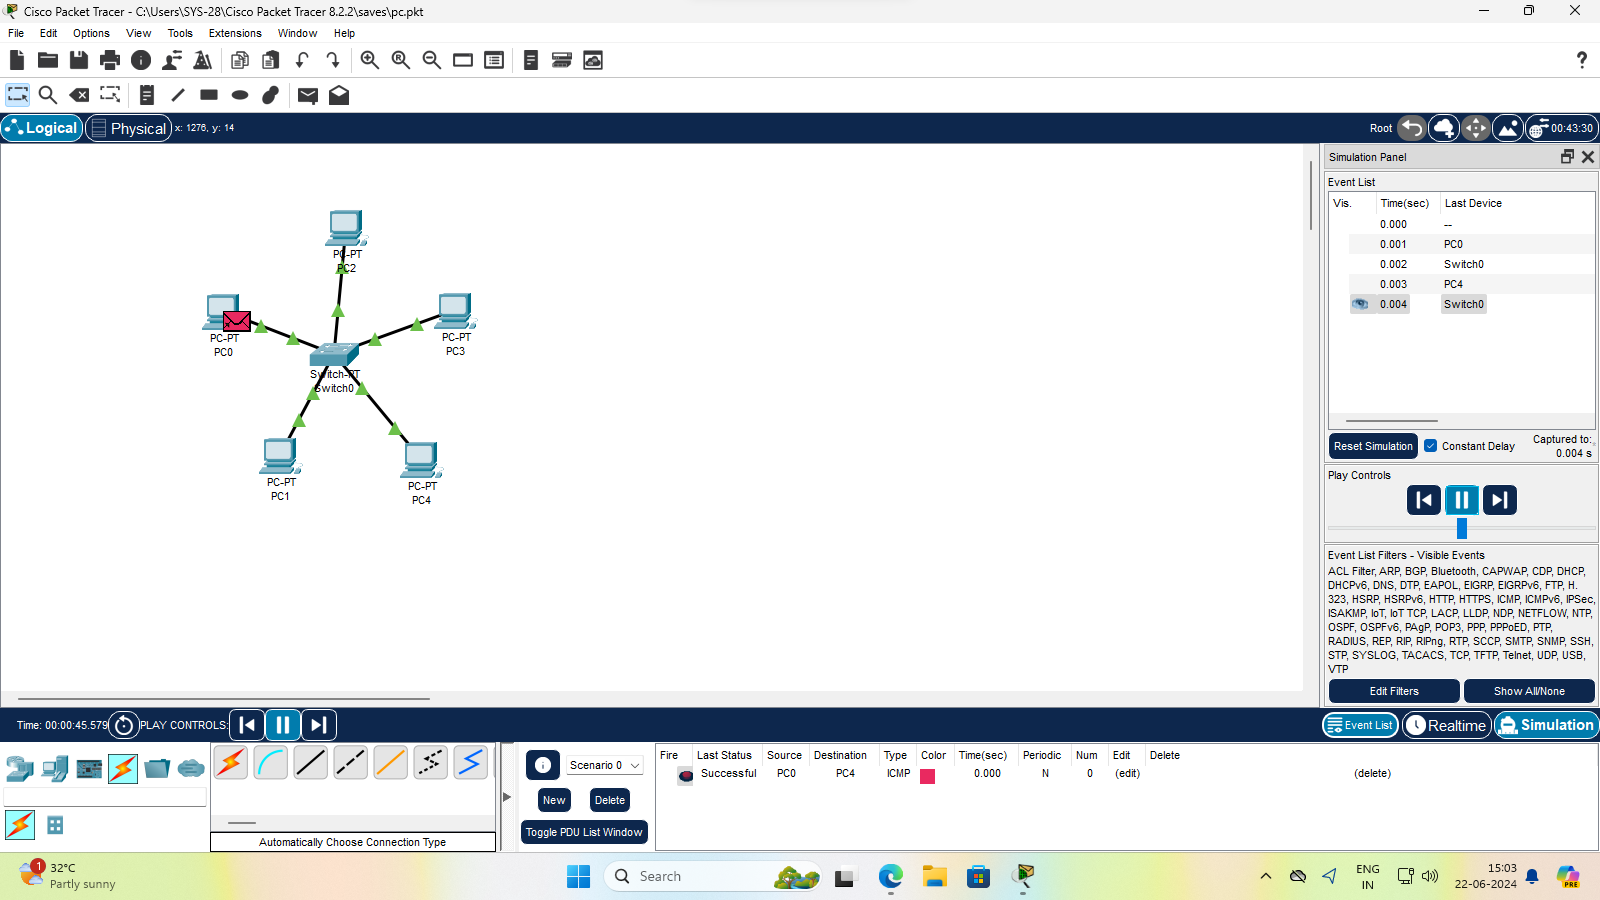 Cisco Packet Tracer - C:\Users\SYS-28\Cisco Packet Tracer 8.2.2\saves\pc.pkt
File Edit Options View Tools Extensions Window Help
Logical Physical x: 1276, y: 14 Root 00:43:30
Simulation Panel
Event List
Vis. Time(sec) Last Device
0.000 --
0.001 PC0
0.002 Switch0
0.003 PC4
0.004 Switch0
PC-PT
PC2
PC-PT
PC0
PC-PT
PC3
Switch-PT
Switch0
PC-PT
PC1
PC-PT
PC4
Reset Simulation Constant Delay Captured to:
0.004 s
Play Controls
Event List Filters - Visible Events
ACL Filter, ARP, BGP, Bluetooth, CAPWAP, CDP, DHCP,
DHCPv6, DNS, DTP, EAPOL, EIGRP, EIGRPv6, FTP, H.
323, HSRP, HSRPv6, HTTP, HTTPS, ICMP, ICMPv6, IPSec,
ISAKMP, IoT, IoT TCP, LACP, LLDP, NDP, NETFLOW, NTP,
OSPF, OSPFv6, PAgP, POP3, PPP, PPPoED, PTP,
RADIUS, REP, RIP, RIPng, RTP, SCCP, SMTP, SNMP, SSH,
STP, SYSLOG, TACACS, TCP, TFTP, Telnet, UDP, USB,
VTP
Edit Filters Show All/None
Time: 00:00:45.579 PLAY CONTROLS: Event List Realtime Simulation
Scenario 0
New Delete
Toggle PDU List Window
Fire Last Status Source Destination Type Color Time(sec) Periodic Num Edit Delete
Successful PC0 PC4 ICMP 0.000 N 0 (edit) (delete)
Automatically Choose Connection Type
1
32°C
Partly sunny
Search
ENG
IN
15:03
22-06-2024
PRE